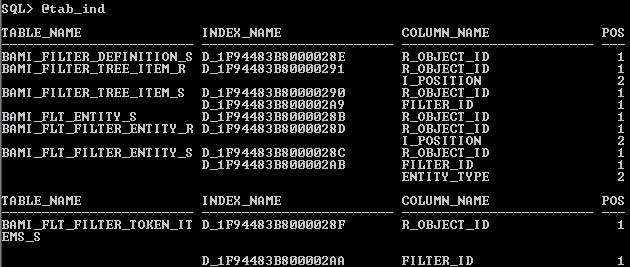 SQL> @tab_ind
TABLE_NAME INDEX_NAME COLUMN_NAME POS
------------------------------ ------------------------------ ------------------------- ---
BAMI_FILTER_DEFINITION_S D_1F94483B8000028E R_OBJECT_ID 1
BAMI_FILTER_TREE_ITEM_R D_1F94483B80000291 R_OBJECT_ID 1
I_POSITION 2
BAMI_FILTER_TREE_ITEM_S D_1F94483B80000290 R_OBJECT_ID 1
D_1F94483B800002A9 FILTER_ID 1
BAMI_FLT_ENTITY_S D_1F94483B8000028B R_OBJECT_ID 1
BAMI_FLT_FILTER_ENTITY_R D_1F94483B8000028D R_OBJECT_ID 1
I_POSITION 2
BAMI_FLT_FILTER_ENTITY_S D_1F94483B8000028C R_OBJECT_ID 1
D_1F94483B800002AB FILTER_ID 1
ENTITY_TYPE 2
TABLE_NAME INDEX_NAME COLUMN_NAME POS
------------------------------ ------------------------------ ------------------------- ---
BAMI_FLT_FILTER_TOKEN_IT D_1F94483B8000028F R_OBJECT_ID 1
EMS_S
D_1F94483B800002AA FILTER_ID 1